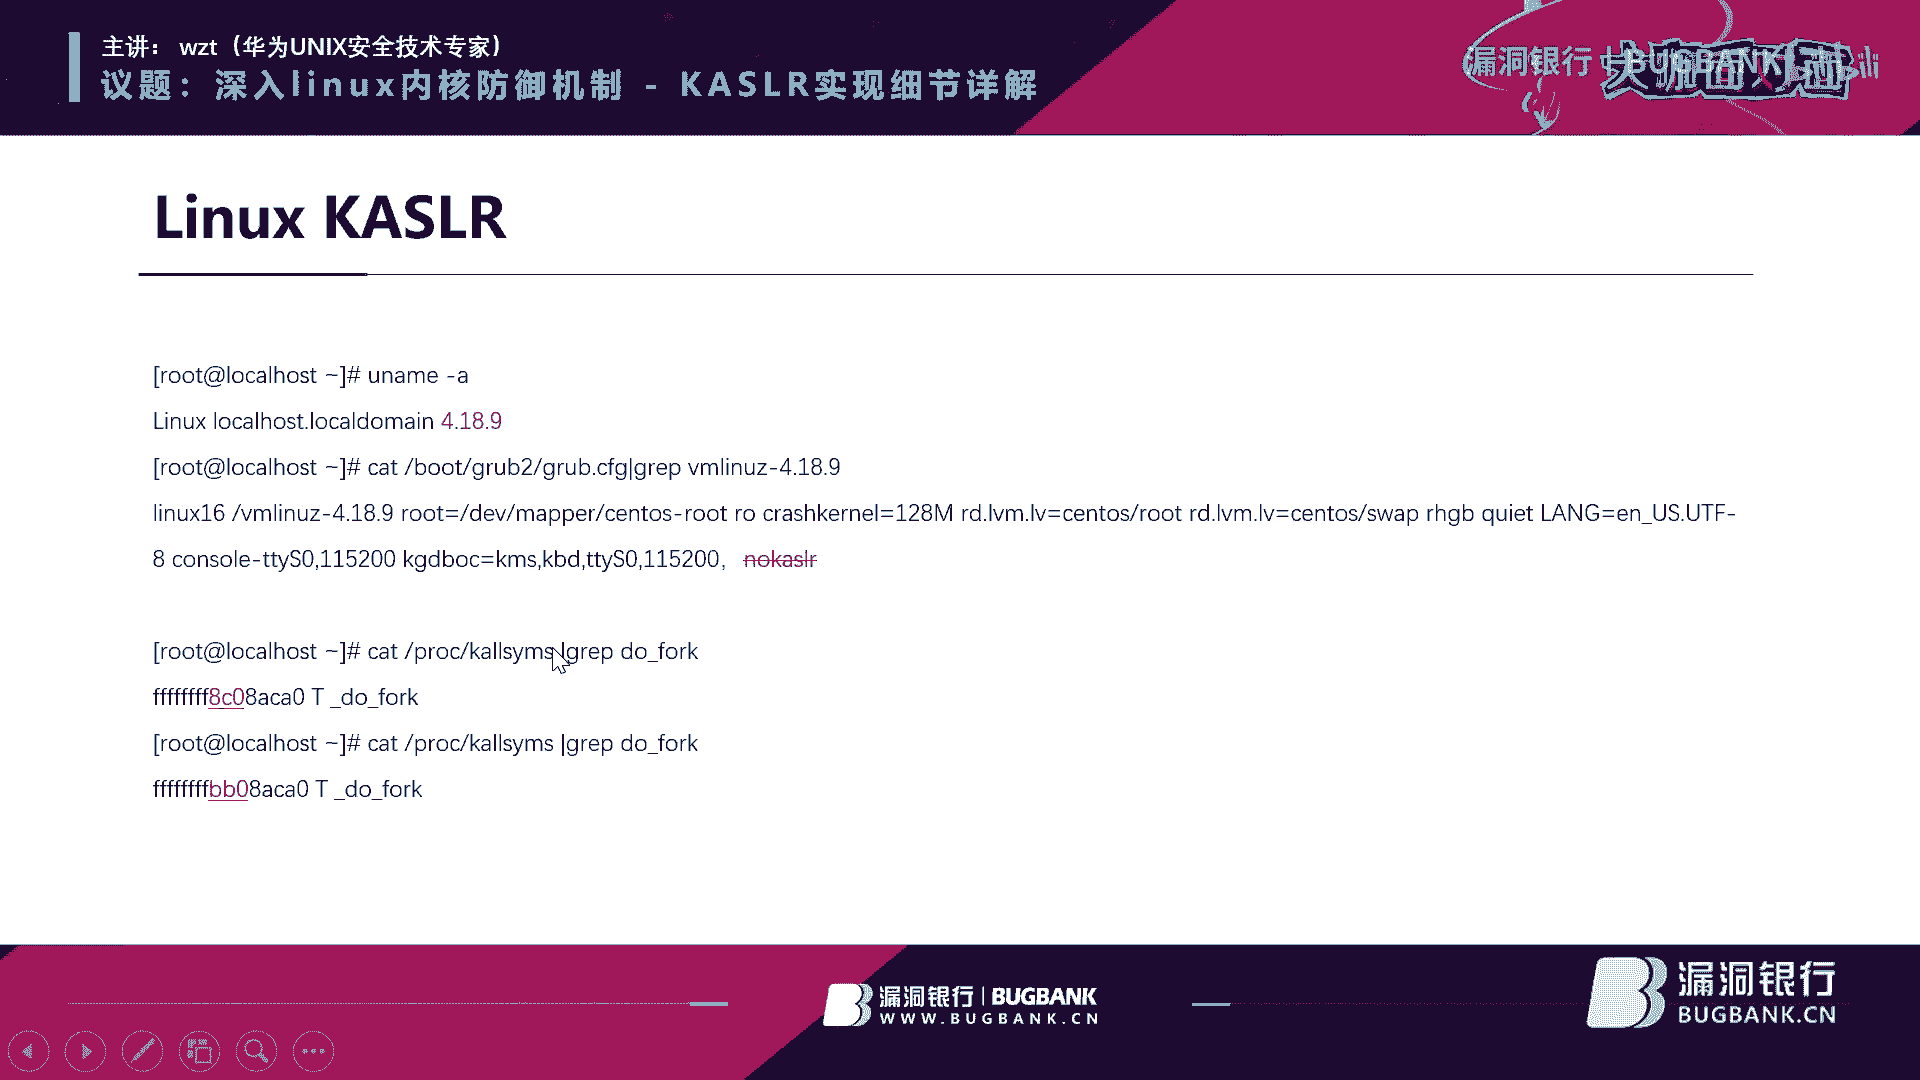 主讲： wzt（华为UNIX安全技术专家）
议题：深入linux内核防御机制 - KASLR实现细节详解
漏洞银行 BUGBANK
Linux KASLR
[root@localhost ~]# uname -a
Linux localhost.localdomain 4.18.9
[root@localhost ~]# cat /boot/grub2/grub.cfg|grep vmlinuz-4.18.9
linux16 /vmlinuz-4.18.9 root=/dev/mapper/centos-root ro crashkernel=128M rd.lvm.lv=centos/root rd.lvm.lv=centos/swap rhgb quiet LANG=en_US.UTF-
8 console-ttyS0,115200 kgdboc=kms,kbd,ttyS0,115200, nokaslr
[root@localhost ~]# cat /proc/kallsyms |grep do_fork
ffffffff8c08aca0 T _do_fork
[root@localhost ~]# cat /proc/kallsyms |grep do_fork
ffffffffbb08aca0 T _do_fork
漏洞银行 | BUGBANK
WWW.BUGBANK.CN
漏洞银行
BUGBANK.CN